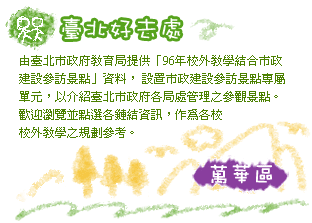 臺北好去處
由臺北市政府教育局提供「96年校外教學結合市政
建設參訪景點」資料，設置市政建設參訪景點專屬
單元，以介紹臺北市政府各局處管理之參觀景點。
歡迎瀏覽並點選各鏈結資訊，作為各校
校外教學之規劃參考。
萬華區